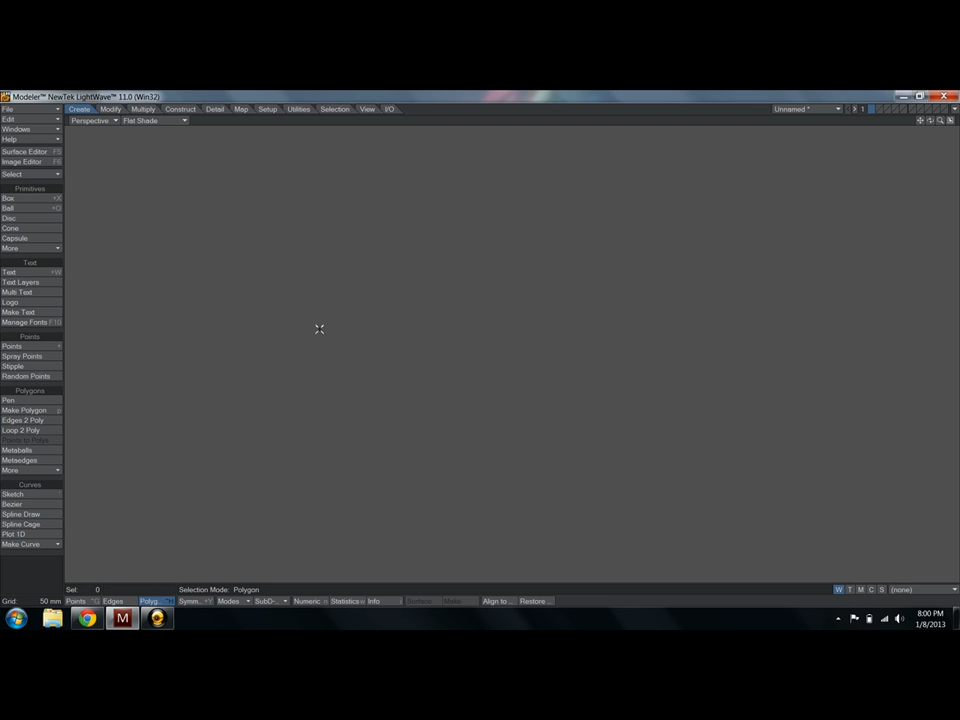 Modeler™ NewTek LightWave™ 11.0 (Win32)
File Create Modify Multiply Construct Detail Map Setup Utilities Selection View I/O Unnamed * 1
Edit Perspective Flat Shade
Windows
Help
Surface Editor F5
Image Editor F6
Select
Primitives
Box +X
Ball +O
Disc
Cone
Capsule
More
Text
Text +W
Text Layers
Multi Text
Logo
Make Text
Manage Fonts F10
Points
Points +
Spray Points
Stipple
Random Points
Polygons
Pen
Make Polygon p
Edges 2 Poly
Loop 2 Poly
Points to Polys
Metaballs
Metaedges
More
Curves
Sketch
Bezier
Spline Draw
Spline Cage
Plot 1D
Make Curve
Sel: 0 Selection Mode: Polygon W T M C S (none)
Grid: 50 mm Points ^G Edges Polyg... ^H Symm... +Y Modes SubD-... Numeric n Statistics w Info i Surface Make Align to ... Restore ...
M
8:00 PM
1/8/2013